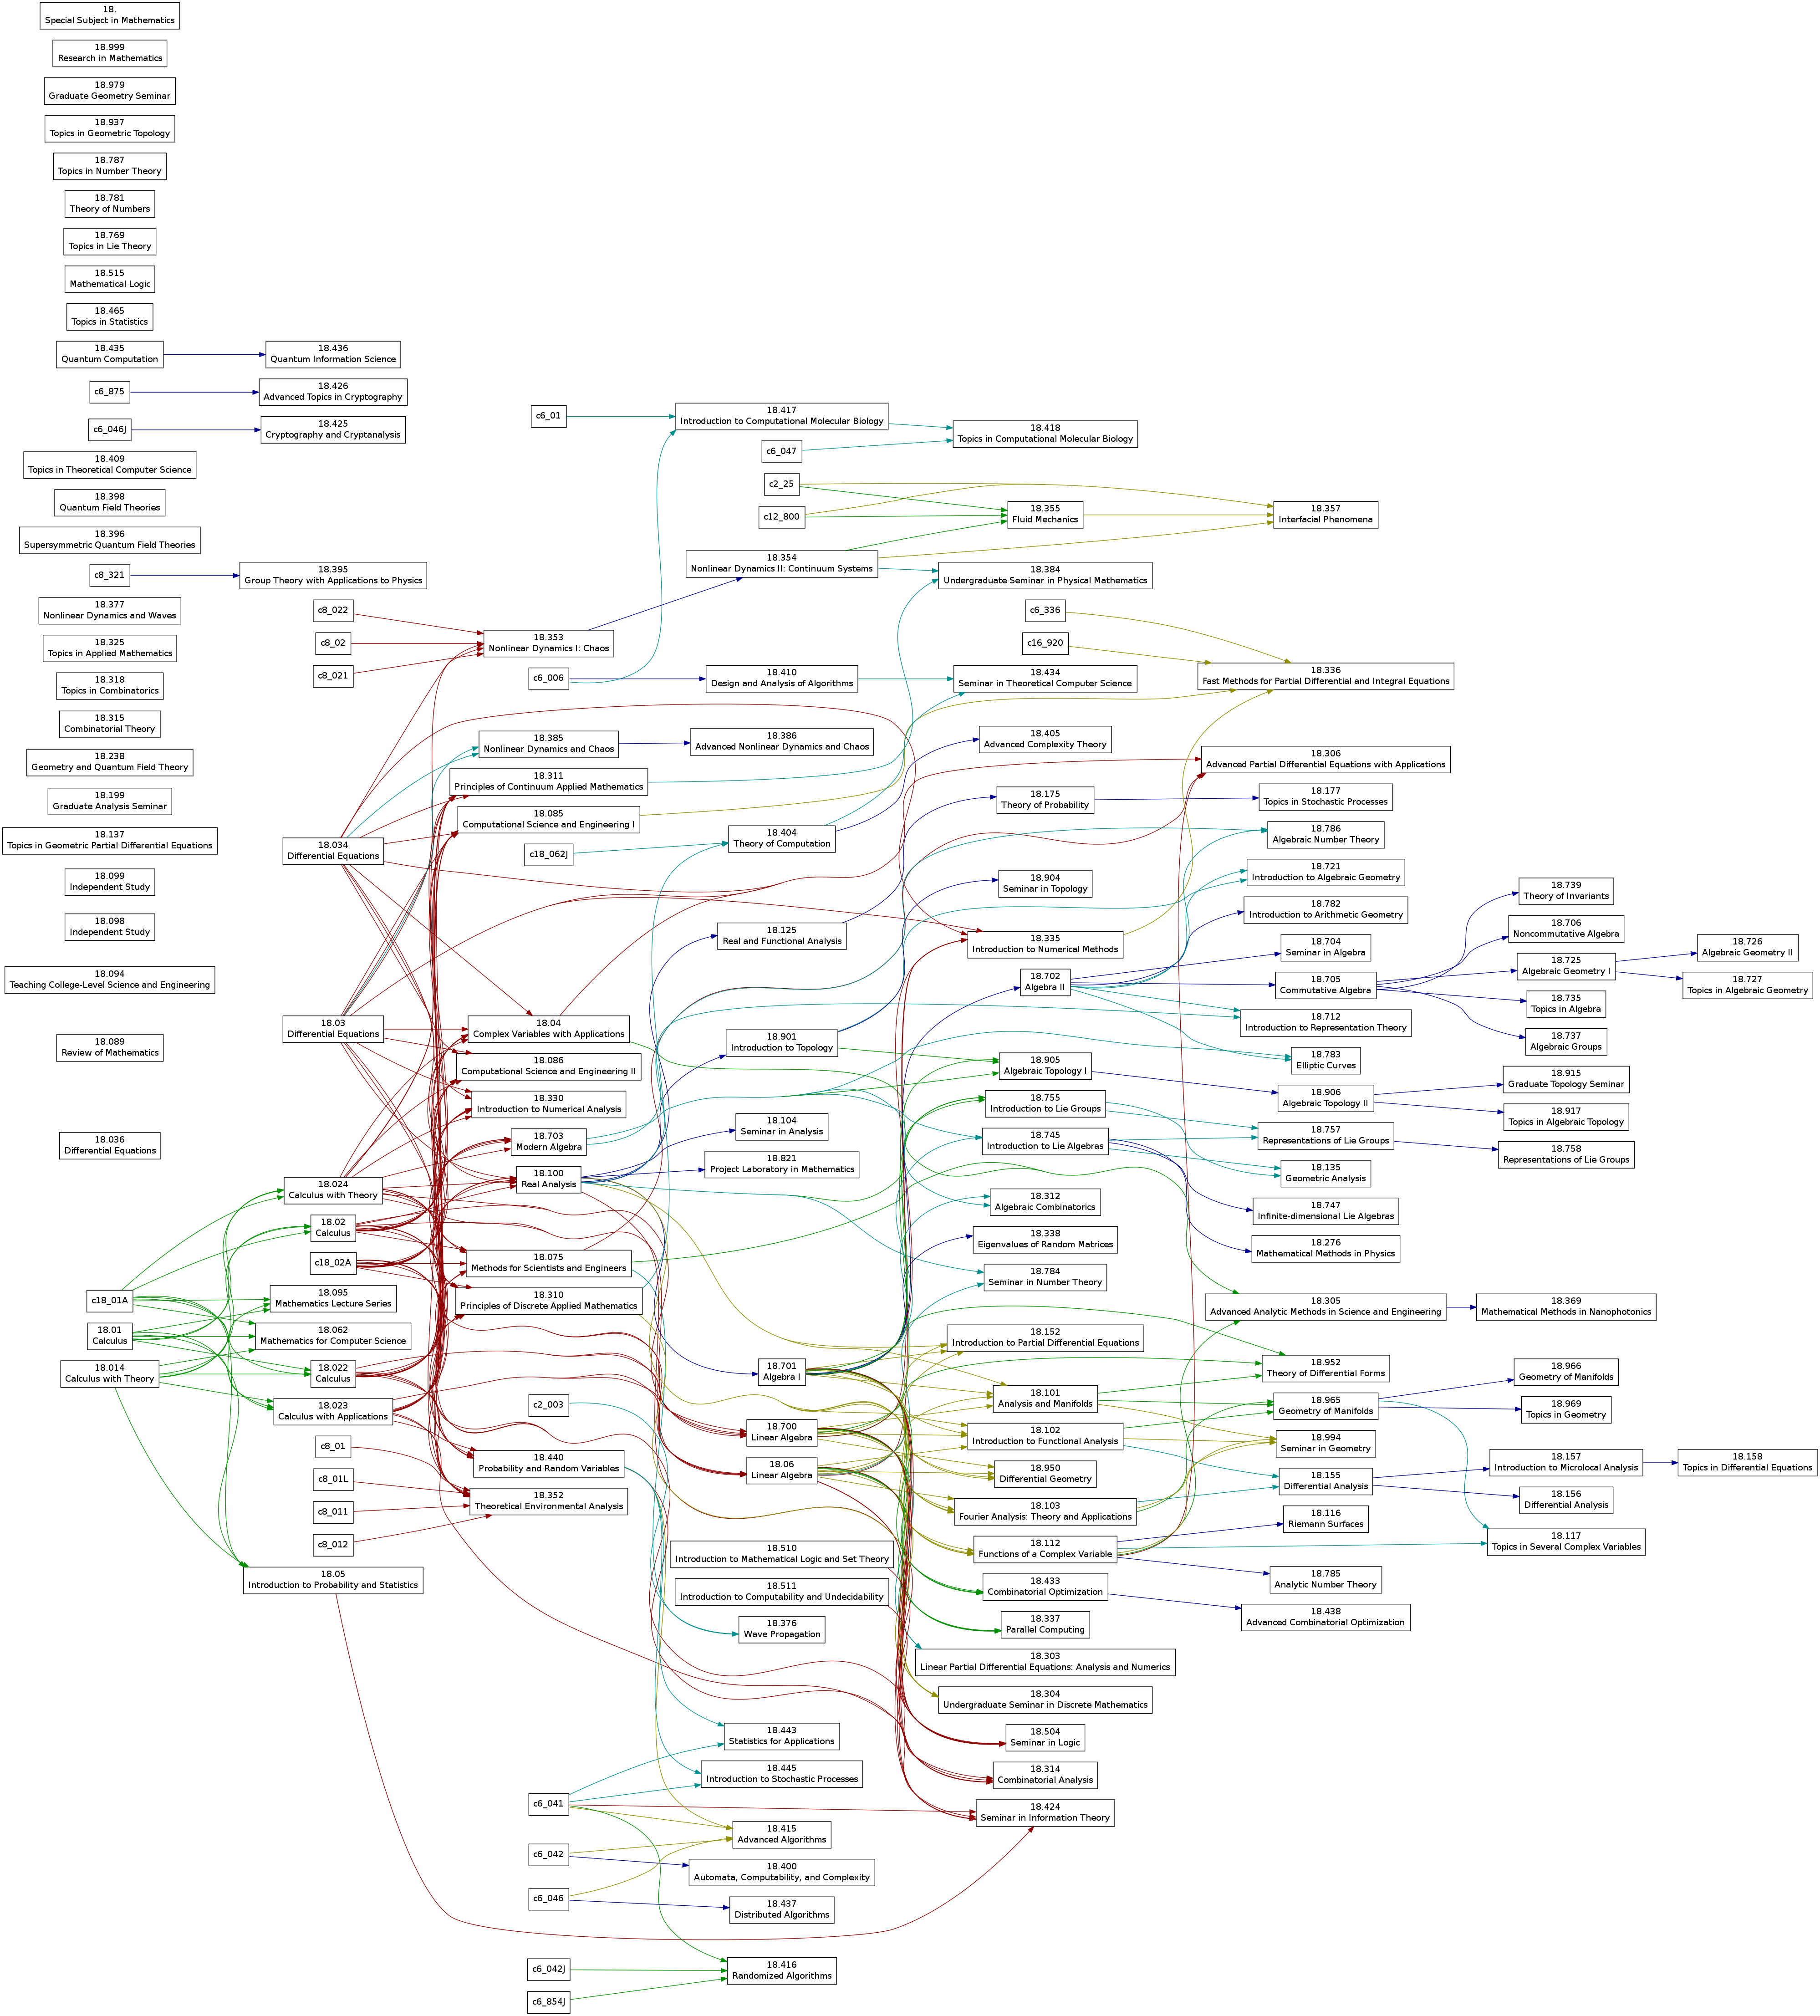 18.
Special Subject in Mathematics
18.999
Research in Mathematics
18.979
Graduate Geometry Seminar
18.937
Topics in Geometric Topology
18.787
Topics in Number Theory
18.781
Theory of Numbers
18.769
Topics in Lie Theory
18.515
Mathematical Logic
18.465
Topics in Statistics
18.435
Quantum Computation
18.436
Quantum Information Science
c6_875
18.426
Advanced Topics in Cryptography
c6_046J
18.425
Cryptography and Cryptanalysis
18.409
Topics in Theoretical Computer Science
18.398
Quantum Field Theories
18.396
Supersymmetric Quantum Field Theories
c8_321
18.395
Group Theory with Applications to Physics
18.377
Nonlinear Dynamics and Waves
18.325
Topics in Applied Mathematics
18.318
Topics in Combinatorics
18.315
Combinatorial Theory
18.238
Geometry and Quantum Field Theory
18.199
Graduate Analysis Seminar
18.137
Topics in Geometric Partial Differential Equations
18.099
Independent Study
18.098
Independent Study
18.094
Teaching College-Level Science and Engineering
18.089
Review of Mathematics
18.036
Differential Equations
c18_01A
18.01
Calculus
18.014
Calculus with Theory
c8_022
c8_02
c8_021
18.034
Differential Equations
18.03
Differential Equations
18.024
Calculus with Theory
18.02
Calculus
c18_02A
18.095
Mathematics Lecture Series
18.062
Mathematics for Computer Science
18.022
Calculus
18.023
Calculus with Applications
c8_01
c8_01L
c8_011
c8_012
18.05
Introduction to Probability and Statistics
c6_01
18.353
Nonlinear Dynamics I: Chaos
c6_006
18.385
Nonlinear Dynamics and Chaos
18.311
Principles of Continuum Applied Mathematics
18.085
Computational Science and Engineering I
c18_062J
18.04
Complex Variables with Applications
18.086
Computational Science and Engineering II
18.330
Introduction to Numerical Analysis
18.703
Modern Algebra
18.100
Real Analysis
18.075
Methods for Scientists and Engineers
18.310
Principles of Discrete Applied Mathematics
c2_003
18.440
Probability and Random Variables
18.352
Theoretical Environmental Analysis
c6_041
c6_042
c6_046
c6_042J
c6_854J
18.417
Introduction to Computational Molecular Biology
c6_047
c2_25
c12_800
18.354
Nonlinear Dynamics II: Continuum Systems
18.410
Design and Analysis of Algorithms
18.386
Advanced Nonlinear Dynamics and Chaos
18.404
Theory of Computation
18.125
Real and Functional Analysis
18.901
Introduction to Topology
18.104
Seminar in Analysis
18.821
Project Laboratory in Mathematics
18.701
Algebra I
18.700
Linear Algebra
18.06
Linear Algebra
18.510
Introduction to Mathematical Logic and Set Theory
18.511
Introduction to Computability and Undecidability
18.376
Wave Propagation
18.443
Statistics for Applications
18.445
Introduction to Stochastic Processes
18.415
Advanced Algorithms
18.400
Automata, Computability, and Complexity
18.437
Distributed Algorithms
18.416
Randomized Algorithms
18.418
Topics in Computational Molecular Biology
18.355
Fluid Mechanics
18.384
Undergraduate Seminar in Physical Mathematics
c6_336
c16_920
18.434
Seminar in Theoretical Computer Science
18.405
Advanced Complexity Theory
18.175
Theory of Probability
18.904
Seminar in Topology
18.335
Introduction to Numerical Methods
18.702
Algebra II
18.905
Algebraic Topology I
18.755
Introduction to Lie Groups
18.745
Introduction to Lie Algebras
18.312
Algebraic Combinatorics
18.338
Eigenvalues of Random Matrices
18.784
Seminar in Number Theory
18.152
Introduction to Partial Differential Equations
18.101
Analysis and Manifolds
18.102
Introduction to Functional Analysis
18.950
Differential Geometry
18.103
Fourier Analysis: Theory and Applications
18.112
Functions of a Complex Variable
18.433
Combinatorial Optimization
18.337
Parallel Computing
18.303
Linear Partial Differential Equations: Analysis and Numerics
18.304
Undergraduate Seminar in Discrete Mathematics
18.504
Seminar in Logic
18.314
Combinatorial Analysis
18.424
Seminar in Information Theory
18.357
Interfacial Phenomena
18.336
Fast Methods for Partial Differential and Integral Equations
18.306
Advanced Partial Differential Equations with Applications
18.177
Topics in Stochastic Processes
18.786
Algebraic Number Theory
18.721
Introduction to Algebraic Geometry
18.782
Introduction to Arithmetic Geometry
18.704
Seminar in Algebra
18.705
Commutative Algebra
18.712
Introduction to Representation Theory
18.783
Elliptic Curves
18.906
Algebraic Topology II
18.757
Representations of Lie Groups
18.135
Geometric Analysis
18.747
Infinite-dimensional Lie Algebras
18.276
Mathematical Methods in Physics
18.305
Advanced Analytic Methods in Science and Engineering
18.952
Theory of Differential Forms
18.965
Geometry of Manifolds
18.994
Seminar in Geometry
18.155
Differential Analysis
18.116
Riemann Surfaces
18.785
Analytic Number Theory
18.438
Advanced Combinatorial Optimization
18.739
Theory of Invariants
18.706
Noncommutative Algebra
18.725
Algebraic Geometry I
18.735
Topics in Algebra
18.737
Algebraic Groups
18.915
Graduate Topology Seminar
18.917
Topics in Algebraic Topology
18.758
Representations of Lie Groups
18.369
Mathematical Methods in Nanophotonics
18.966
Geometry of Manifolds
18.969
Topics in Geometry
18.157
Introduction to Microlocal Analysis
18.156
Differential Analysis
18.117
Topics in Several Complex Variables
18.726
Algebraic Geometry II
18.727
Topics in Algebraic Geometry
18.158
Topics in Differential Equations